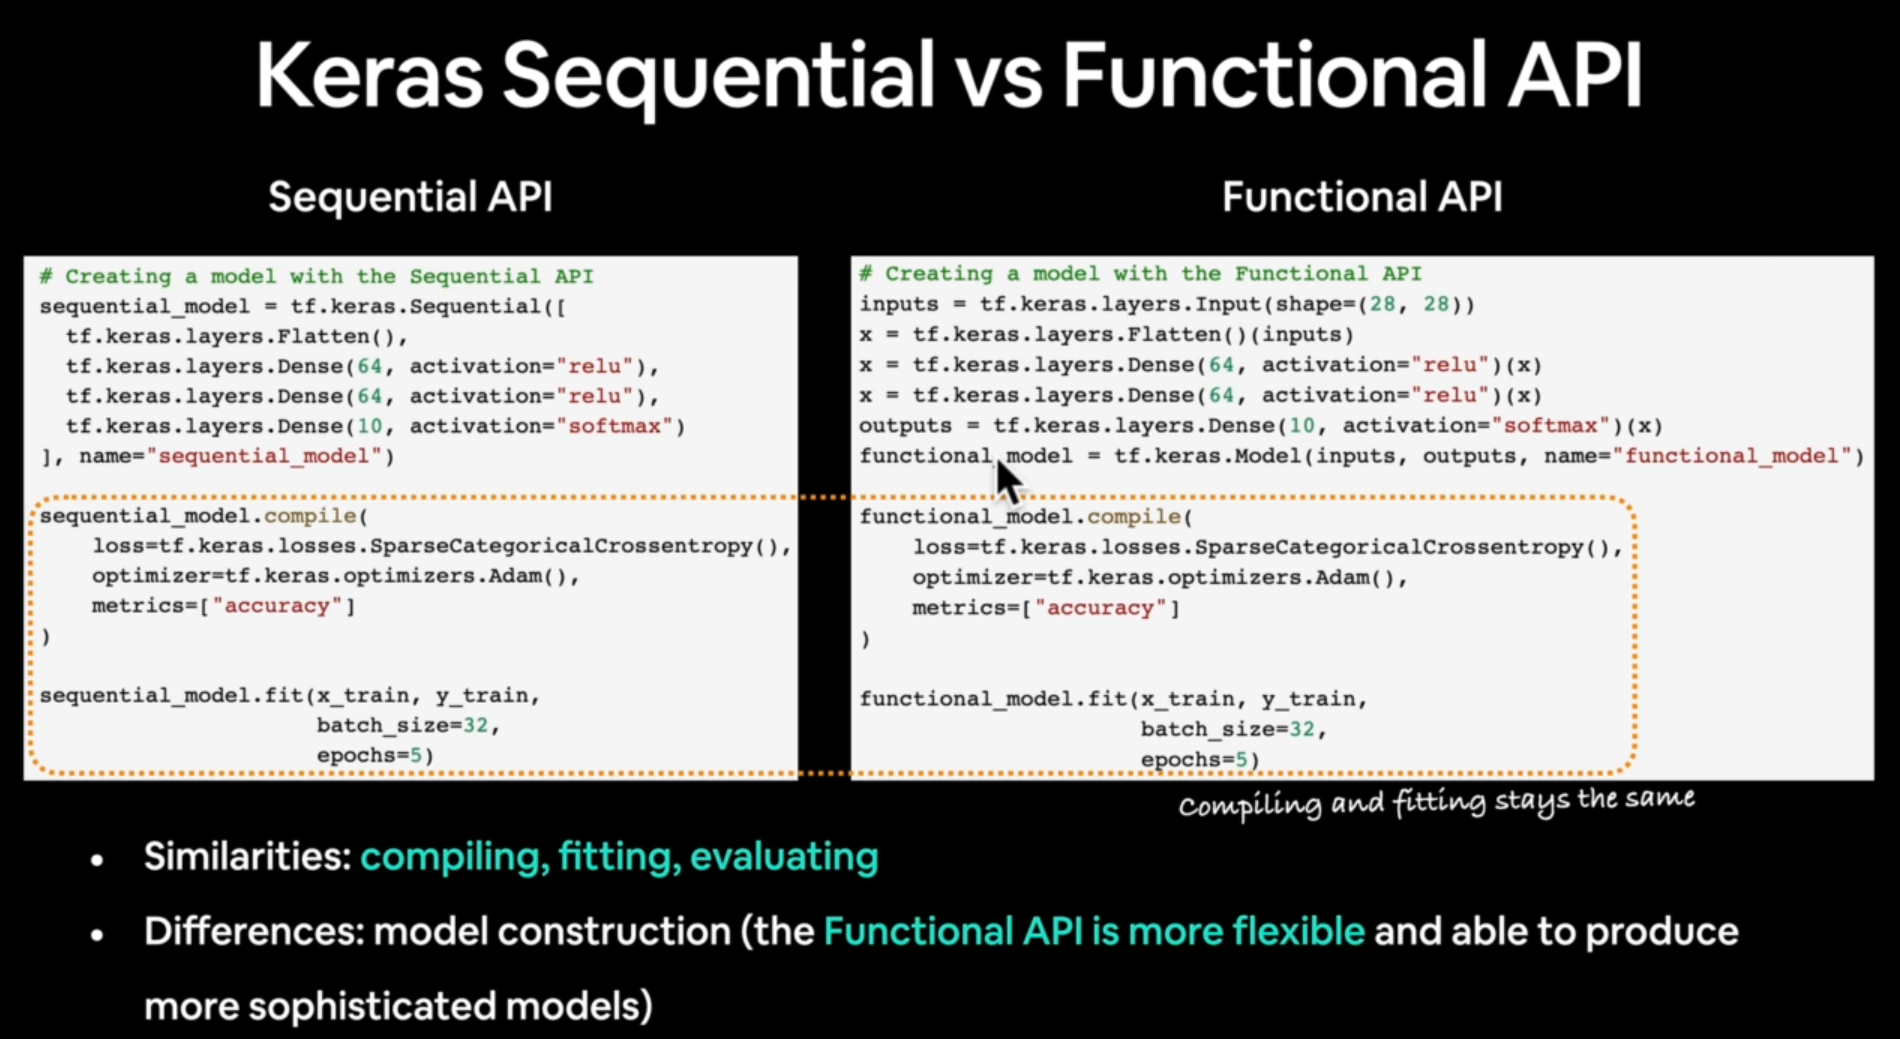 Keras Sequential vs Functional API
Sequential API
# Creating a model with the Sequential API
sequential_model = tf.keras.Sequential([
  tf.keras.layers.Flatten(),
  tf.keras.layers.Dense(64, activation="relu"),
  tf.keras.layers.Dense(64, activation="relu"),
  tf.keras.layers.Dense(10, activation="softmax")
], name="sequential_model")
sequential_model.compile(
    loss=tf.keras.losses.SparseCategoricalCrossentropy(),
    optimizer=tf.keras.optimizers.Adam(),
    metrics=["accuracy"]
)
sequential_model.fit(x_train, y_train,
                     batch_size=32,
                     epochs=5)
Functional API
# Creating a model with the Functional API
inputs = tf.keras.layers.Input(shape=(28, 28))
x = tf.keras.layers.Flatten()(inputs)
x = tf.keras.layers.Dense(64, activation="relu")(x)
x = tf.keras.layers.Dense(64, activation="relu")(x)
outputs = tf.keras.layers.Dense(10, activation="softmax")(x)
functional_model = tf.keras.Model(inputs, outputs, name="functional_model")
functional_model.compile(
    loss=tf.keras.losses.SparseCategoricalCrossentropy(),
    optimizer=tf.keras.optimizers.Adam(),
    metrics=["accuracy"]
)
functional_model.fit(x_train, y_train,
                     batch_size=32,
                     epochs=5)
Compiling and fitting stays the same
• Similarities: compiling, fitting, evaluating
• Differences: model construction (the Functional API is more flexible and able to produce
more sophisticated models)